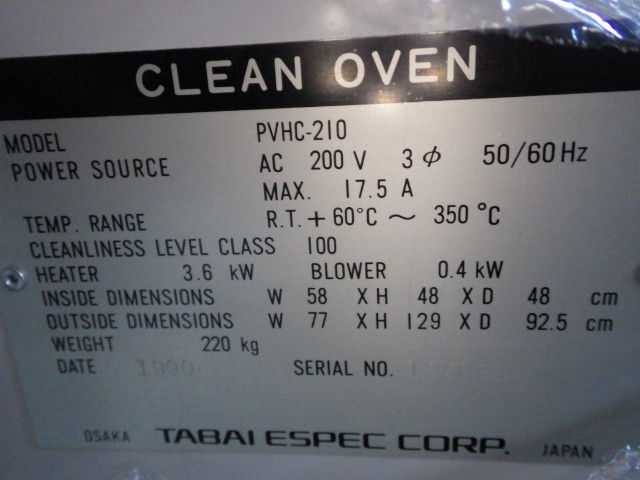 CLEAN OVEN
MODEL PVHC-210
POWER SOURCE AC 200 V 3 ϕ 50/60 Hz
MAX. 17.5 A
TEMP. RANGE R.T. + 60°C ~ 350 °C
CLEANLINESS LEVEL CLASS 100
HEATER 3.6 kW BLOWER 0.4 kW
INSIDE DIMENSIONS W 58 X H 48 X D 48 cm
OUTSIDE DIMENSIONS W 77 X H 129 X D 92.5 cm
WEIGHT 220 kg
DATE 1990 SERIAL NO.
OSAKA TABAI ESPEC CORP. JAPAN